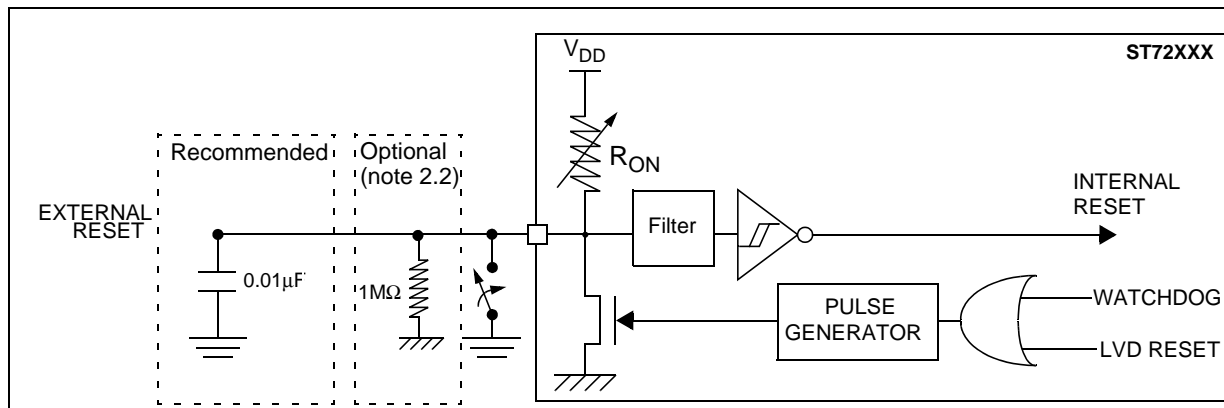 V_DD
ST72XXX
Recommended
Optional
(note 2.2)
R_ON
EXTERNAL
RESET
Filter
INTERNAL
RESET
0.01µF
1MΩ
PULSE
GENERATOR
WATCHDOG
LVD RESET